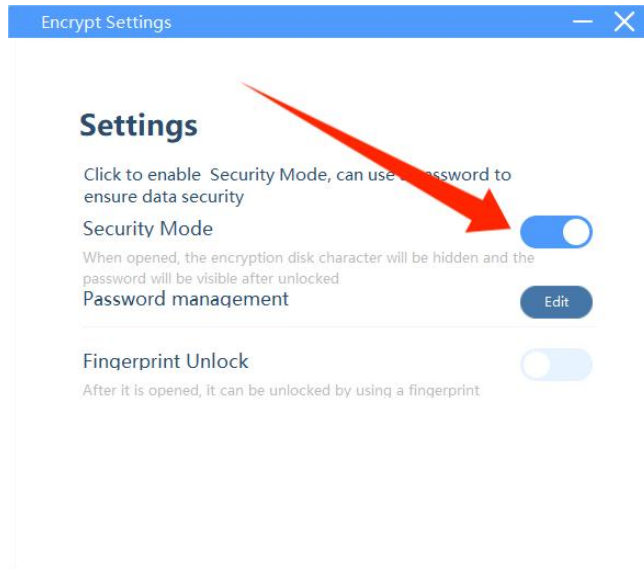 Encrypt Settings
Settings
Click to enable Security Mode, can use password to
ensure data security
Security Mode
When opened, the encryption disk character will be hidden and the
password will be visible after unlocked
Password management
Edit
Fingerprint Unlock
After it is opened, it can be unlocked by using a fingerprint